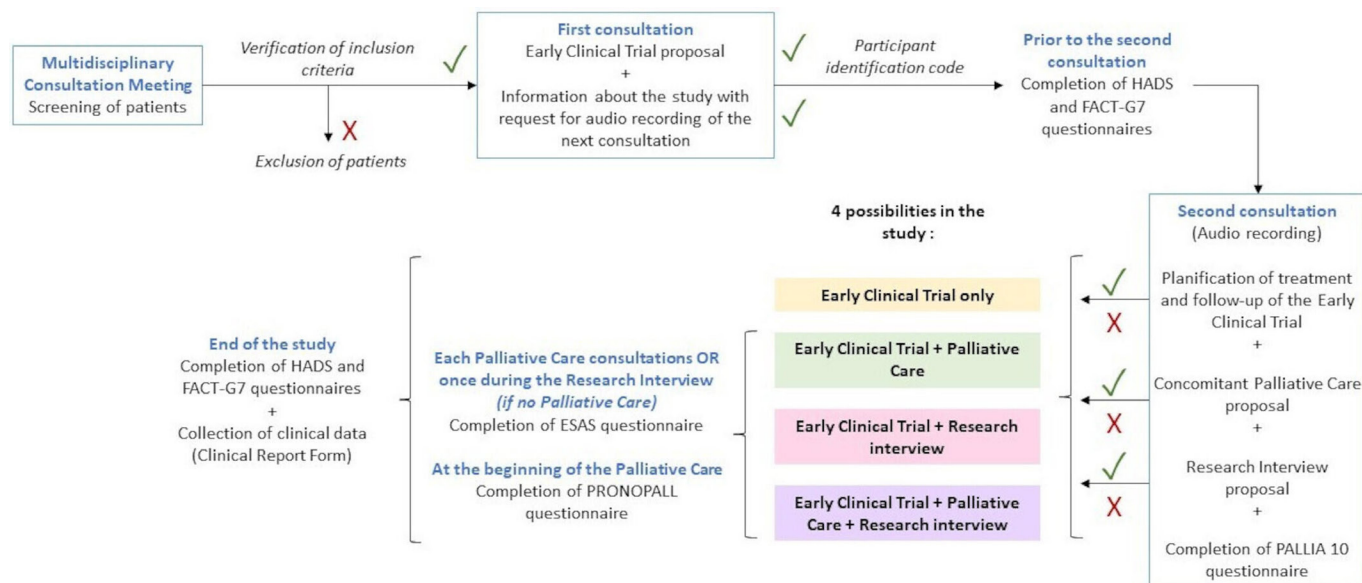 Multidisciplinary
Consultation Meeting
Screening of patients
Verification of inclusion
criteria
✓
X
Exclusion of patients
First consultation
Early Clinical Trial proposal
+
Information about the study with
request for audio recording of the
next consultation
✓
✓
Participant
identification code
Prior to the second
consultation
Completion of HADS
and FACT-G7
questionnaires
Second consultation
(Audio recording)
Planification of treatment
and follow-up of the Early
Clinical Trial
+
Concomitant Palliative Care
proposal
+
Research Interview
proposal
+
Completion of PALLIA 10
questionnaire
✓
X
✓
X
✓
X
4 possibilities in the
study :
Early Clinical Trial only
Early Clinical Trial + Palliative
Care
Early Clinical Trial + Research
interview
Early Clinical Trial + Palliative
Care + Research interview
Each Palliative Care consultations OR
once during the Research Interview
(if no Palliative Care)
Completion of ESAS questionnaire
At the beginning of the Palliative Care
Completion of PRONOPALL
questionnaire
End of the study
Completion of HADS and
FACT-G7 questionnaires
+
Collection of clinical data
(Clinical Report Form)